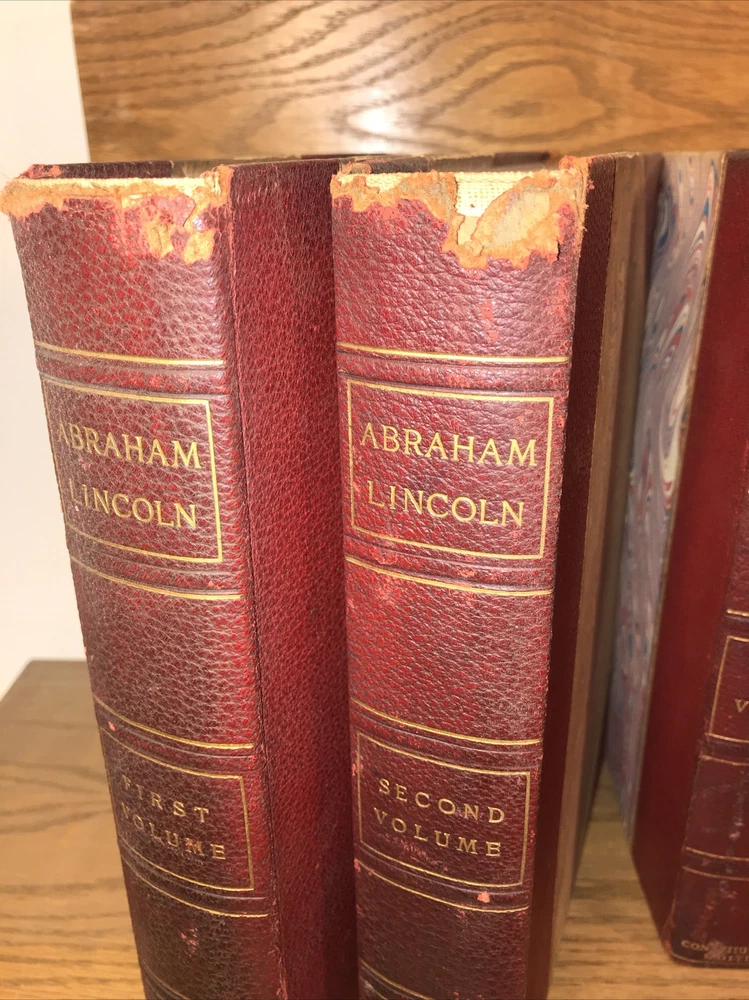 ABRAHAM
LINCOLN
FIRST
VOLUME
ABRAHAM
LINCOLN
SECOND
VOLUME
V